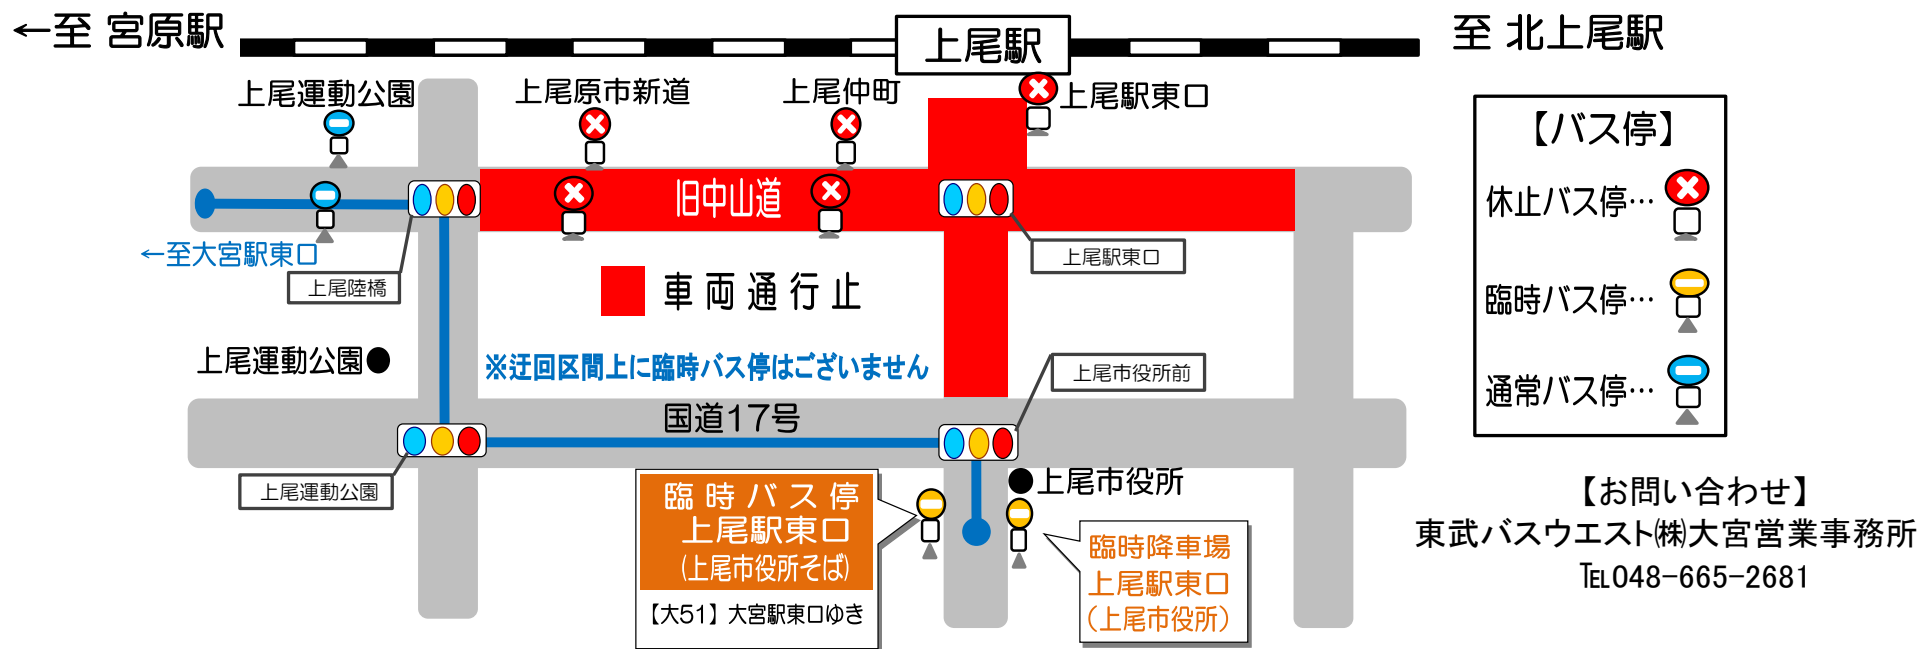 ←至 宮原駅
上尾駅
至 北上尾駅
上尾運動公園
上尾原市新道
上尾仲町
上尾駅東口
旧中山道
←至大宮駅東口
上尾陸橋
上尾駅東口
車両通行止
上尾運動公園
※迂回区間上に臨時バス停はございません
上尾市役所前
国道17号
上尾運動公園
臨時バス停
上尾駅東口
(上尾市役所そば)
【大51】大宮駅東口ゆき
上尾市役所
臨時降車場
上尾駅東口
(上尾市役所)
【バス停】
休止バス停…
臨時バス停…
通常バス停…
【お問い合わせ】
東武バスウエスト㈱大宮営業事務所
℡048-665-2681